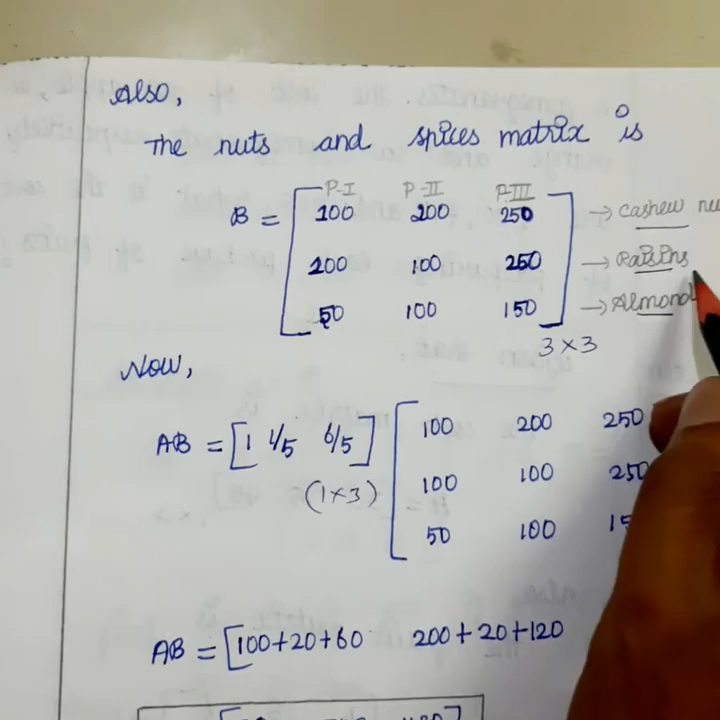 Also,
The nuts and spices matrix is
P-I P-II P-III
B = [ 100 200 250 → Cashew
200 100 250 → Raisins
50 100 150 ] → Almond
3×3
Now,
AB = [1 1/5 6/5] [ 100 200 250
(1×3) 100 100 250
50 100
AB = [100+20+60 200+20+120